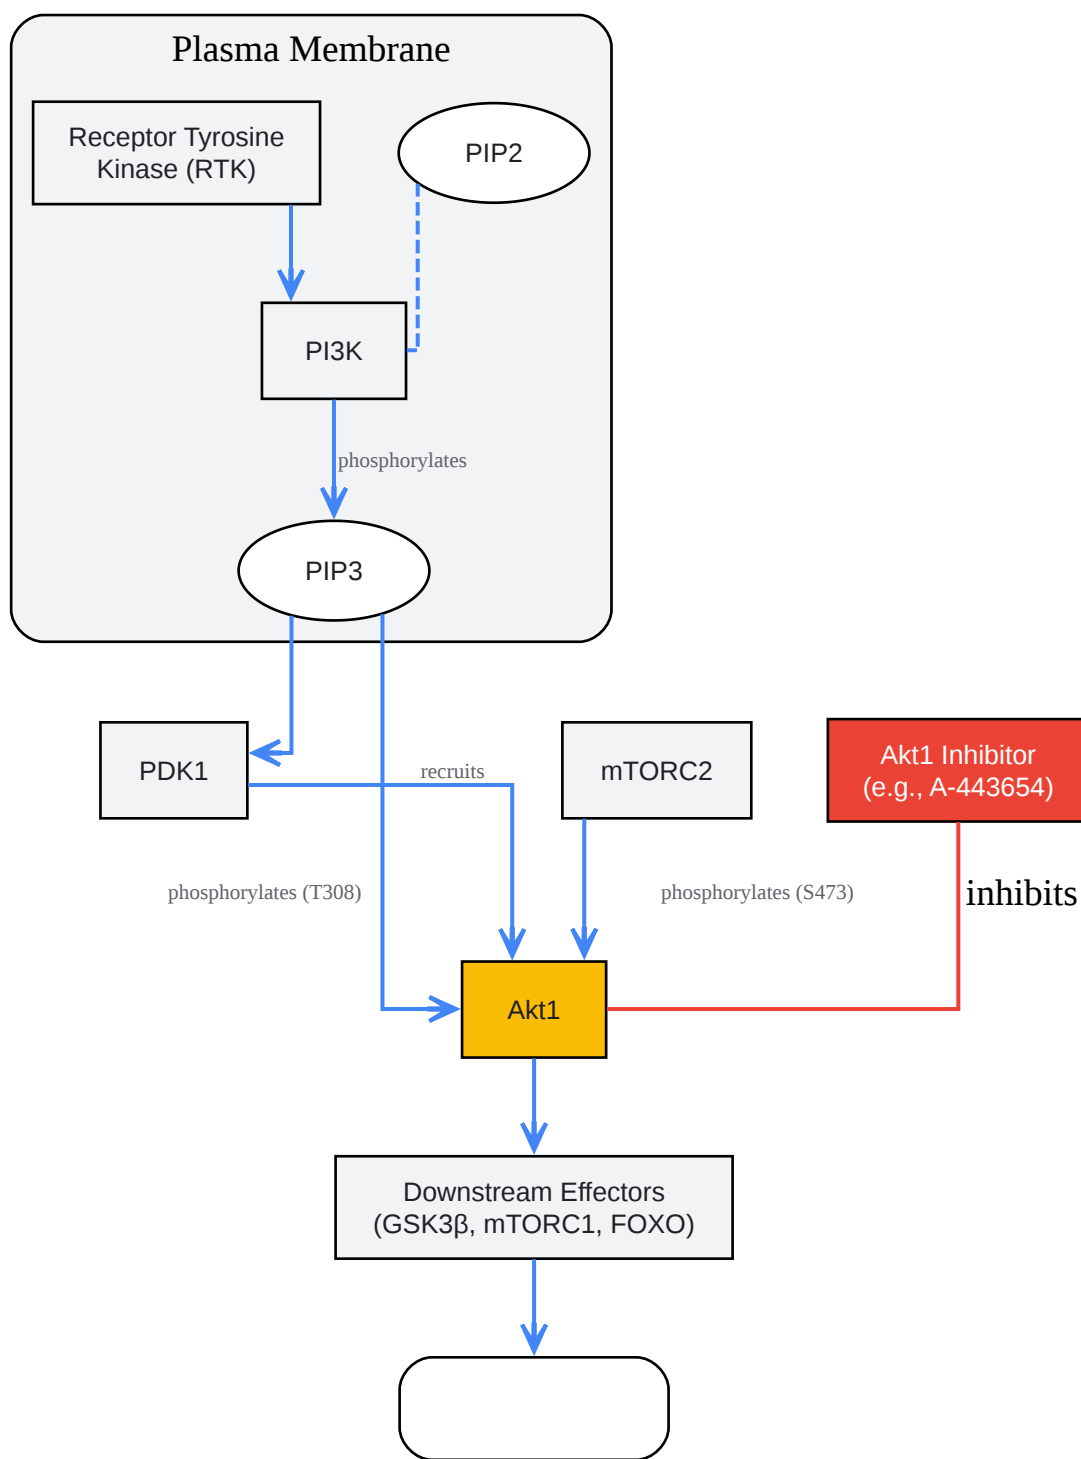 Plasma Membrane
Receptor Tyrosine
Kinase (RTK)
PIP2
PI3K
phosphorylates
PIP3
PDK1
recruits
mTORC2
Akt1 Inhibitor
(e.g., A-443654)
phosphorylates (T308)
phosphorylates (S473)
inhibits
Akt1
Downstream Effectors
(GSK3β, mTORC1, FOXO)